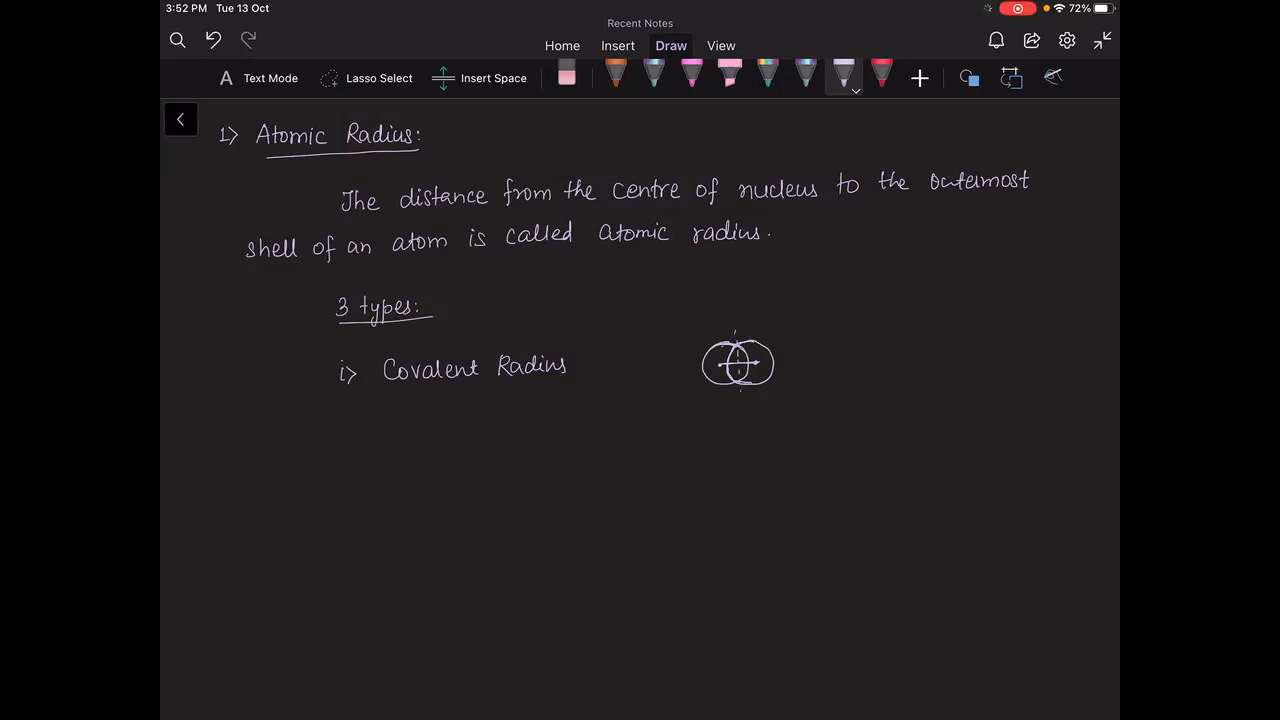 3:52 PM Tue 13 Oct
72%
Recent Notes
Home Insert Draw View
Text Mode Lasso Select Insert Space
1) Atomic Radius:
The distance from the centre of nucleus to the outermost
shell of an atom is called atomic radius.
3 types:
i) Covalent Radius